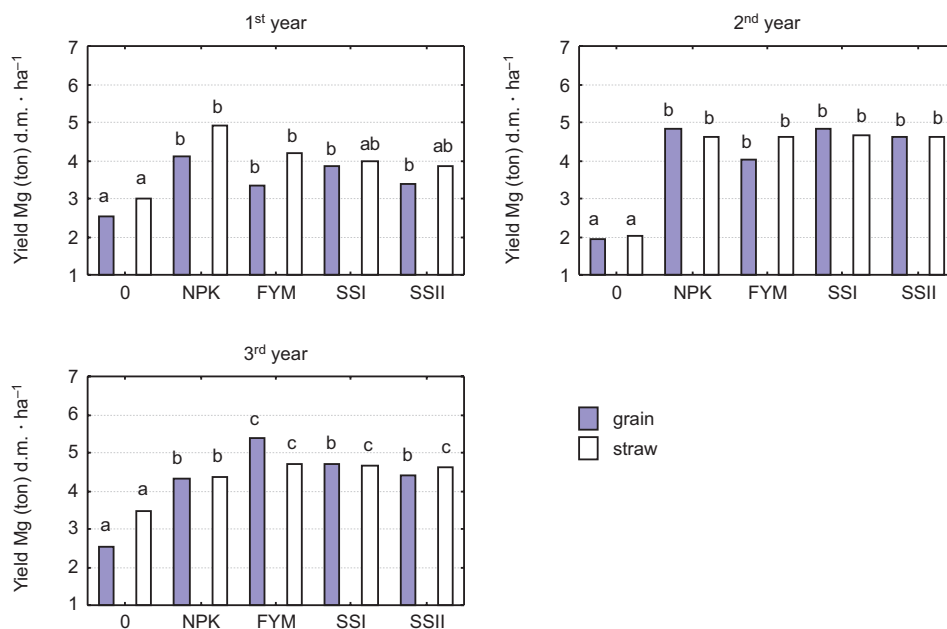 1st year
Yield Mg (ton) d.m. · ha⁻¹
7
6
5
4
3
2
1
a a b b b b b ab b ab
0 NPK FYM SSI SSII
2nd year
Yield Mg (ton) d.m. · ha⁻¹
7
6
5
4
3
2
1
a a b b b b b b b b
0 NPK FYM SSI SSII
3rd year
Yield Mg (ton) d.m. · ha⁻¹
7
6
5
4
3
2
1
a a b b c c b c b c
0 NPK FYM SSI SSII
grain
straw